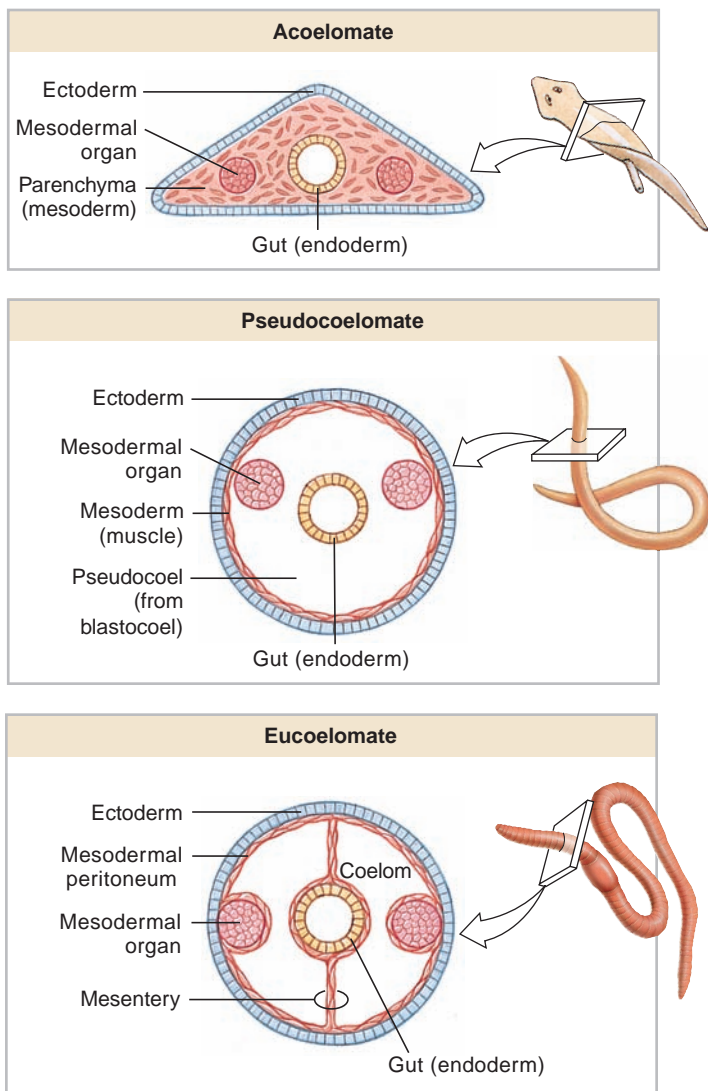 Acoelomate
Ectoderm
Mesodermal
organ
Parenchyma
(mesoderm)
Gut (endoderm)
Pseudocoelomate
Ectoderm
Mesodermal
organ
Mesoderm
(muscle)
Pseudocoel
(from
blastocoel)
Gut (endoderm)
Eucoelomate
Ectoderm
Mesodermal
peritoneum
Coelom
Mesodermal
organ
Mesentery
Gut (endoderm)